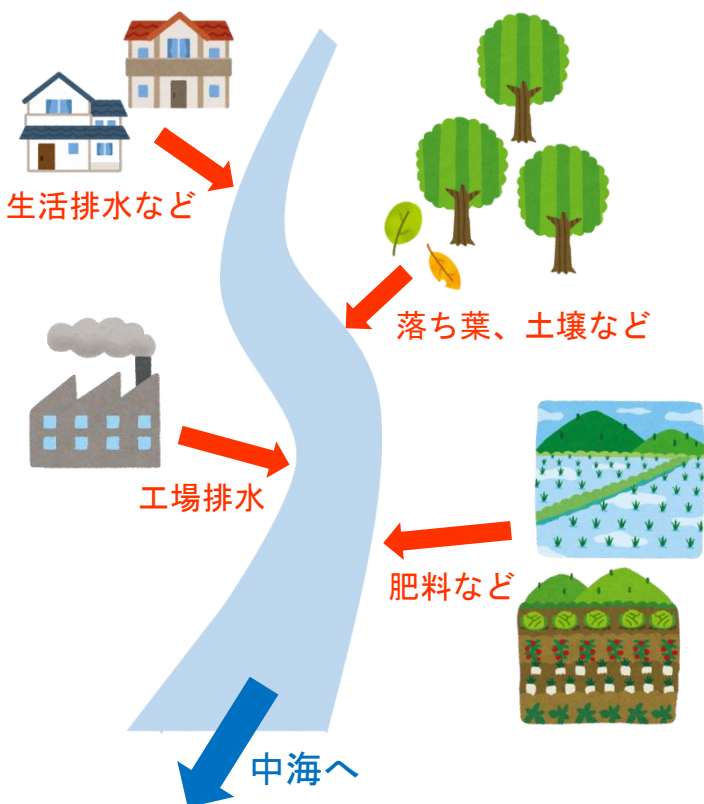 生活排水など
落ち葉、土壌など
工場排水
肥料など
中海へ